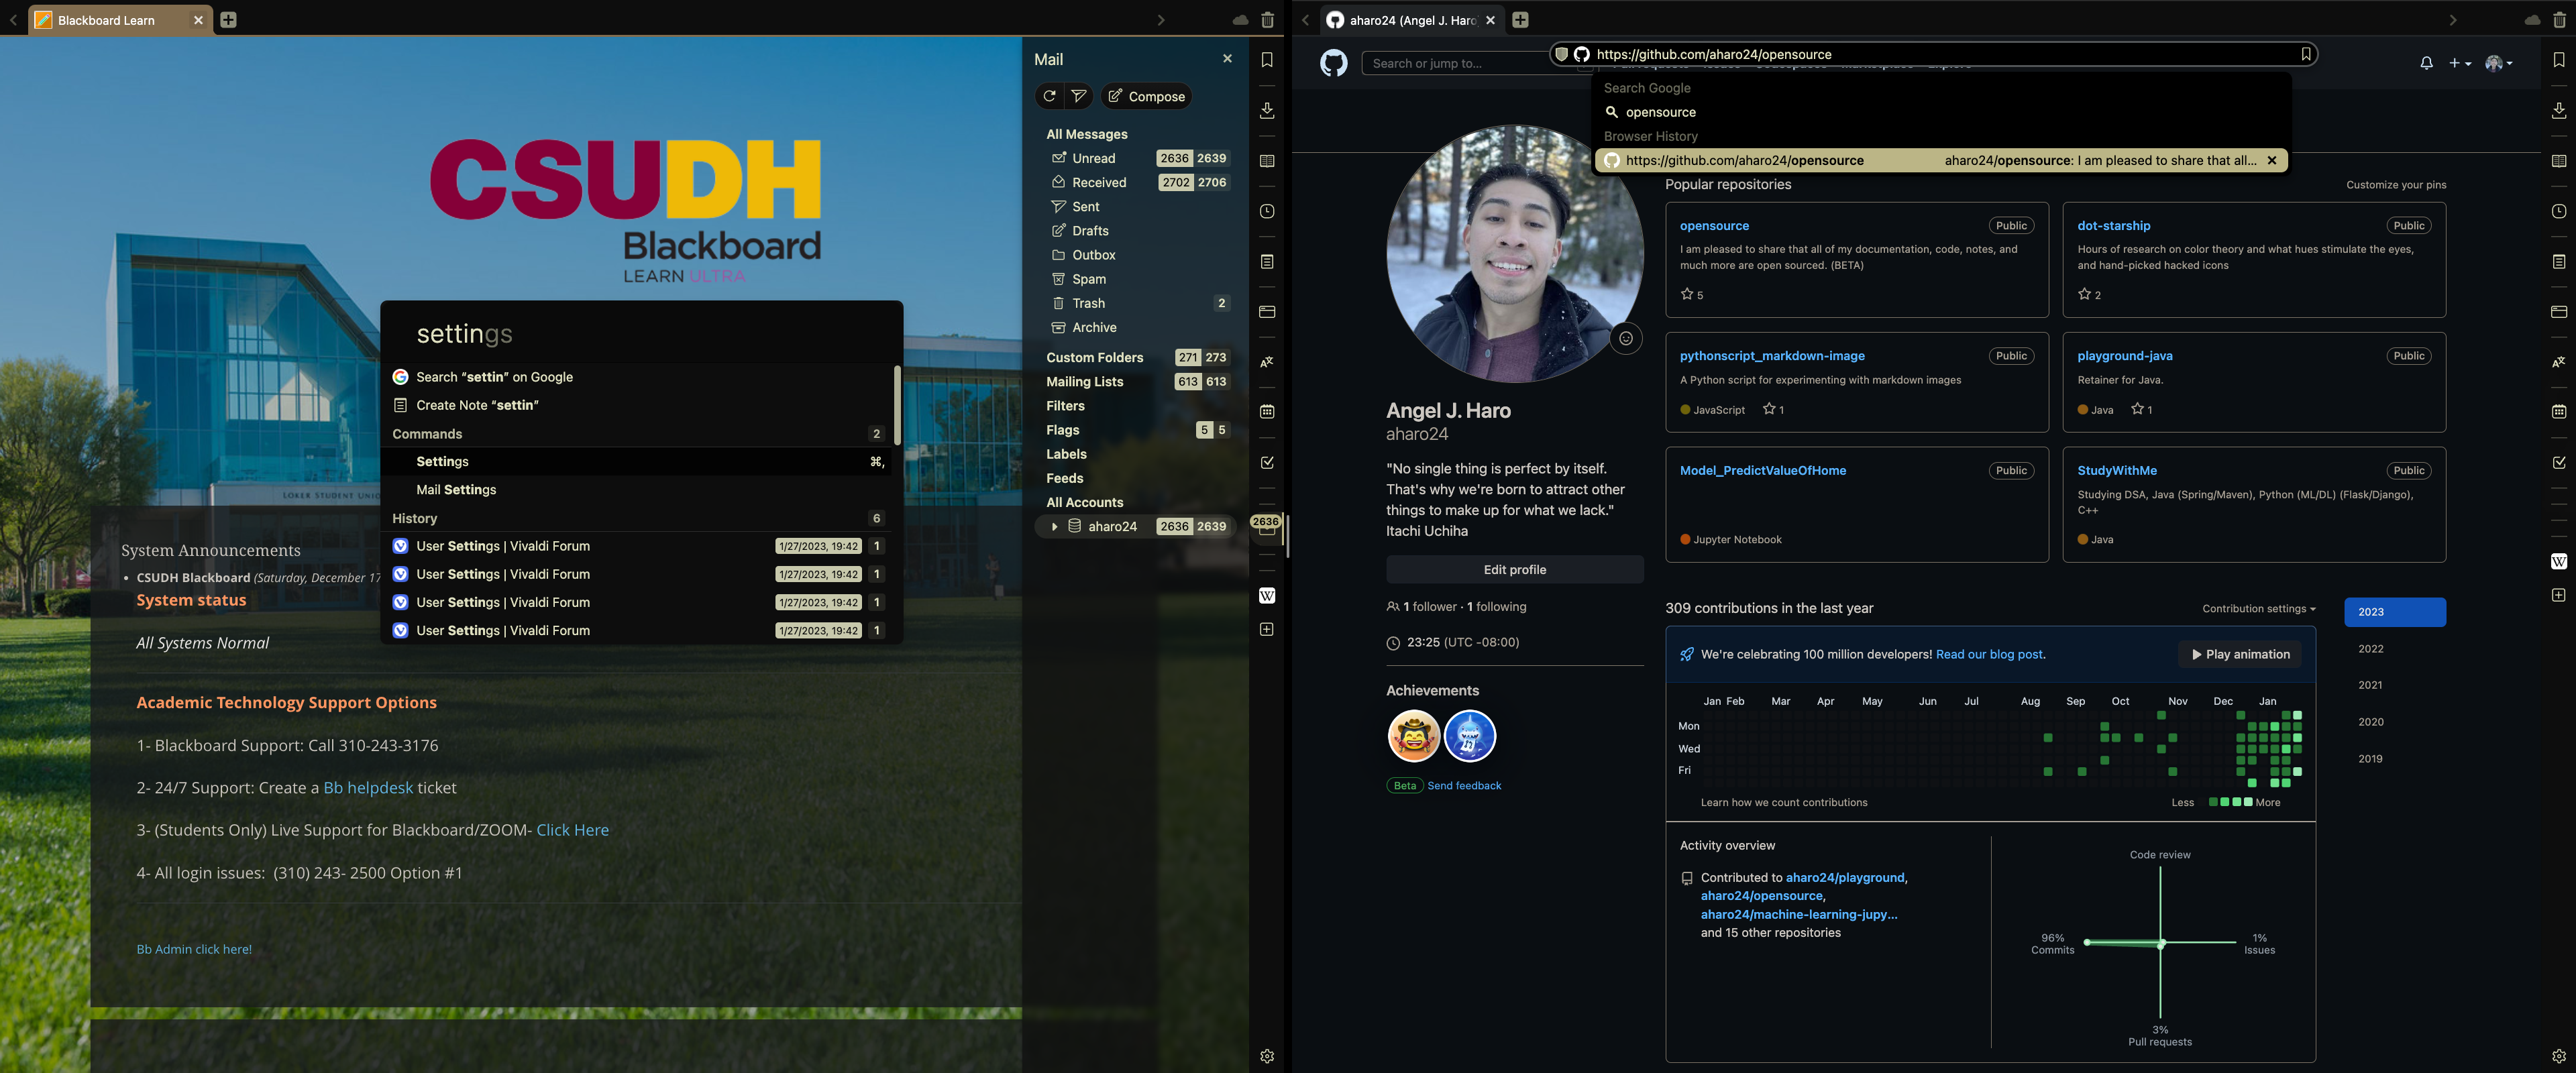 Blackboard Learn
CSUDH
Blackboard
LEARN ULTRA
LOKER STUDENT UNIO
settings
Search “settin” on Google
Create Note “settin”
Commands 2
Settings ⌘,
Mail Settings
History 6
User Settings | Vivaldi Forum 1/27/2023, 19:42 1
User Settings | Vivaldi Forum 1/27/2023, 19:42 1
User Settings | Vivaldi Forum 1/27/2023, 19:42 1
User Settings | Vivaldi Forum 1/27/2023, 19:42 1
System Announcements
• CSUDH Blackboard (Saturday, December 17
System status
All Systems Normal
Academic Technology Support Options
1- Blackboard Support: Call 310-243-3176
2- 24/7 Support: Create a Bb helpdesk ticket
3- (Students Only) Live Support for Blackboard/ZOOM- Click Here
4- All login issues: (310) 243- 2500 Option #1
Bb Admin click here!
Mail
Compose
All Messages
Unread 2636 2639
Received 2702 2706
Sent
Drafts
Outbox
Spam
Trash 2
Archive
Custom Folders 271 273
Mailing Lists 613 613
Filters
Flags 5 5
Labels
Feeds
All Accounts
aharo24 2636 2639
2636
W
aharo24 (Angel J. Haro
Search or jump to...
https://github.com/aharo24/opensource
Search Google
opensource
Browser History
https://github.com/aharo24/opensource aharo24/opensource: I am pleased to share that all...
Angel J. Haro
aharo24
"No single thing is perfect by itself.
That's why we're born to attract other
things to make up for what we lack."
Itachi Uchiha
Edit profile
1 follower · 1 following
23:25 (UTC -08:00)
Achievements
Beta Send feedback
Popular repositories Customize your pins
opensource Public
I am pleased to share that all of my documentation, code, notes, and
much more are open sourced. (BETA)
5
dot-starship Public
Hours of research on color theory and what hues stimulate the eyes,
and hand-picked hacked icons
2
pythonscript_markdown-image Public
A Python script for experimenting with markdown images
JavaScript 1
playground-java Public
Retainer for Java.
Java 1
Model_PredictValueOfHome Public
Jupyter Notebook
StudyWithMe Public
Studying DSA, Java (Spring/Maven), Python (ML/DL) (Flask/Django),
C++
Java
309 contributions in the last year Contribution settings
We're celebrating 100 million developers! Read our blog post. Play animation
Jan Feb Mar Apr May Jun Jul Aug Sep Oct Nov Dec Jan
Mon
Wed
Fri
Learn how we count contributions Less More
2023
2022
2021
2020
2019
Activity overview
Contributed to aharo24/playground,
aharo24/opensource,
aharo24/machine-learning-jupy...
and 15 other repositories
Code review
96%
Commits
1%
Issues
3%
Pull requests
W